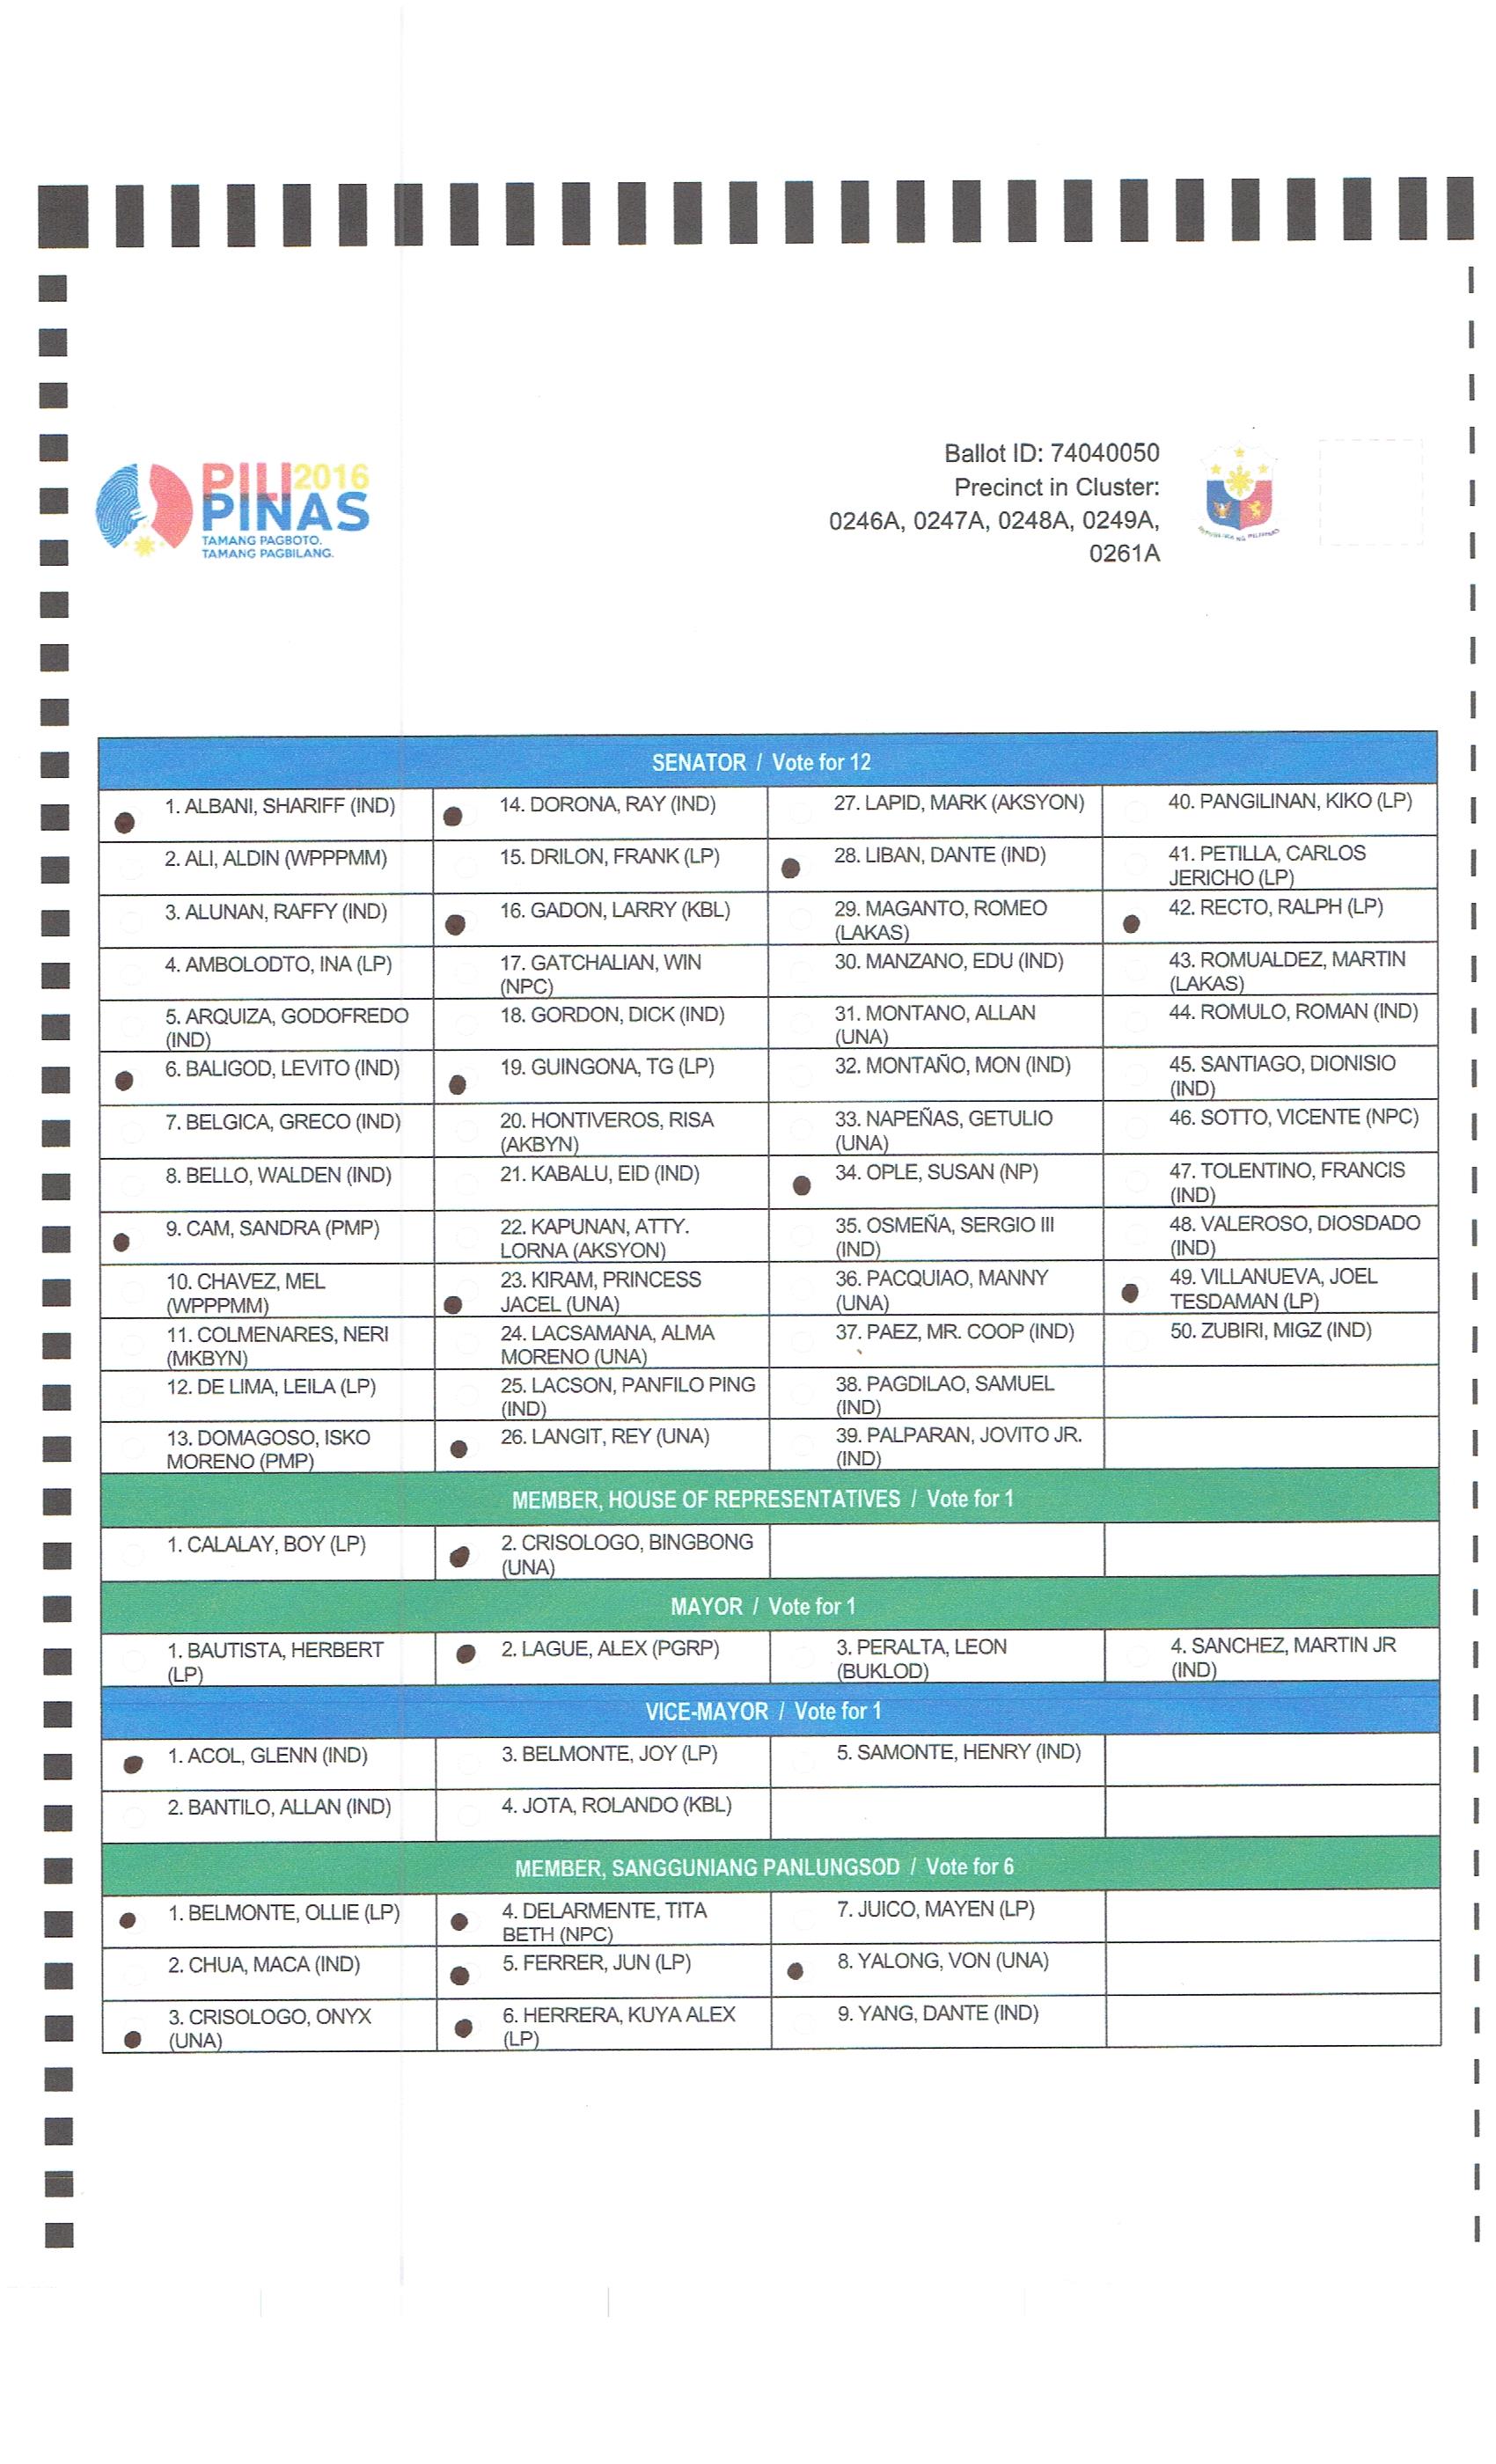 PILI2016
PINAS
TAMANG PAGBOTO.
TAMANG PAGBILANG.
Ballot ID: 74040050
Precinct in Cluster:
0246A, 0247A, 0248A, 0249A,
0261A
SENATOR / Vote for 12
1. ALBANI, SHARIFF (IND)
2. ALI, ALDIN (WPPPMM)
3. ALUNAN, RAFFY (IND)
4. AMBOLODTO, INA (LP)
5. ARQUIZA, GODOFREDO
(IND)
6. BALIGOD, LEVITO (IND)
7. BELGICA, GRECO (IND)
8. BELLO, WALDEN (IND)
9. CAM, SANDRA (PMP)
10. CHAVEZ, MEL
(WPPPMM)
11. COLMENARES, NERI
(MKBYN)
12. DE LIMA, LEILA (LP)
13. DOMAGOSO, ISKO
MORENO (PMP)
14. DORONA, RAY (IND)
15. DRILON, FRANK (LP)
16. GADON, LARRY (KBL)
17. GATCHALIAN, WIN
(NPC)
18. GORDON, DICK (IND)
19. GUINGONA, TG (LP)
20. HONTIVEROS, RISA
(AKBYN)
21. KABALU, EID (IND)
22. KAPUNAN, ATTY.
LORNA (AKSYON)
23. KIRAM, PRINCESS
JACEL (UNA)
24. LACSAMANA, ALMA
MORENO (UNA)
25. LACSON, PANFILO PING
(IND)
26. LANGIT, REY (UNA)
27. LAPID, MARK (AKSYON)
28. LIBAN, DANTE (IND)
29. MAGANTO, ROMEO
(LAKAS)
30. MANZANO, EDU (IND)
31. MONTANO, ALLAN
(UNA)
32. MONTAÑO, MON (IND)
33. NAPEÑAS, GETULIO
(UNA)
34. OPLE, SUSAN (NP)
35. OSMEÑA, SERGIO III
(IND)
36. PACQUIAO, MANNY
(UNA)
37. PAEZ, MR. COOP (IND)
38. PAGDILAO, SAMUEL
(IND)
39. PALPARAN, JOVITO JR.
(IND)
40. PANGILINAN, KIKO (LP)
41. PETILLA, CARLOS
JERICHO (LP)
42. RECTO, RALPH (LP)
43. ROMUALDEZ, MARTIN
(LAKAS)
44. ROMULO, ROMAN (IND)
45. SANTIAGO, DIONISIO
(IND)
46. SOTTO, VICENTE (NPC)
47. TOLENTINO, FRANCIS
(IND)
48. VALEROSO, DIOSDADO
(IND)
49. VILLANUEVA, JOEL
TESDAMAN (LP)
50. ZUBIRI, MIGZ (IND)
MEMBER, HOUSE OF REPRESENTATIVES / Vote for 1
1. CALALAY, BOY (LP)
2. CRISOLOGO, BINGBONG
(UNA)
MAYOR / Vote for 1
1. BAUTISTA, HERBERT
(LP)
2. LAGUE, ALEX (PGRP)
3. PERALTA, LEON
(BUKLOD)
4. SANCHEZ, MARTIN JR
(IND)
VICE-MAYOR / Vote for 1
1. ACOL, GLENN (IND)
2. BANTILO, ALLAN (IND)
3. BELMONTE, JOY (LP)
4. JOTA, ROLANDO (KBL)
5. SAMONTE, HENRY (IND)
MEMBER, SANGGUNIANG PANLUNGSOD / Vote for 6
1. BELMONTE, OLLIE (LP)
2. CHUA, MACA (IND)
3. CRISOLOGO, ONYX
(UNA)
4. DELARMENTE, TITA
BETH (NPC)
5. FERRER, JUN (LP)
6. HERRERA, KUYA ALEX
(LP)
7. JUICO, MAYEN (LP)
8. YALONG, VON (UNA)
9. YANG, DANTE (IND)